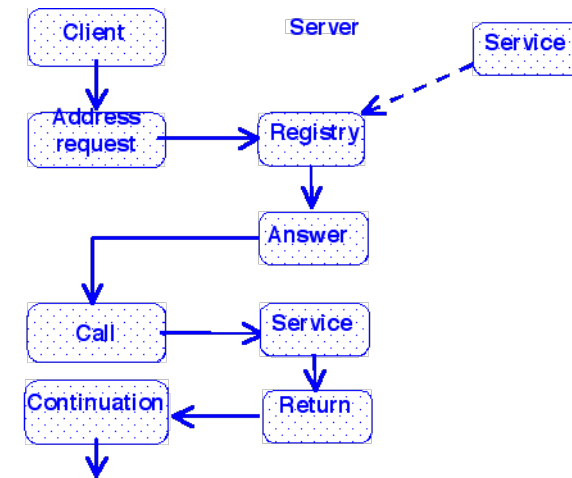 Client
Server
Service
Address
request
Registry
Answer
Call
Service
Continuation
Return